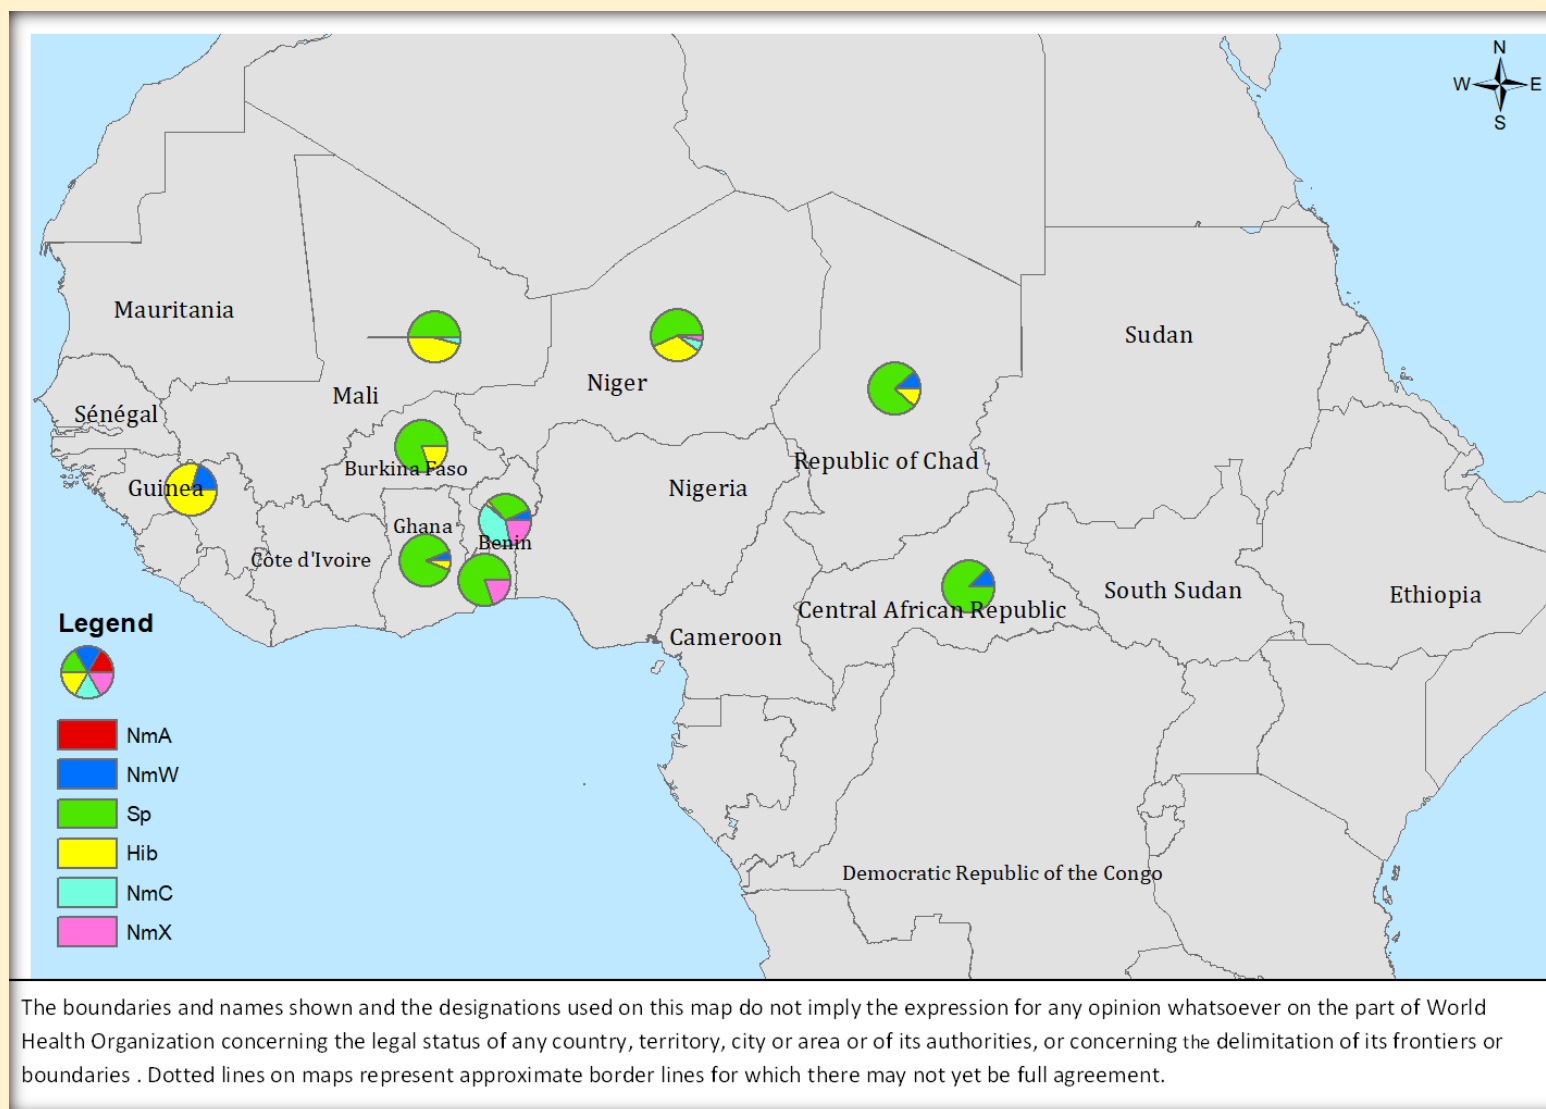 N
W E
S
Mauritania
Sudan
Niger
Mali
Sénégal
Republic of Chad
Burkina Faso
Guinea
Nigeria
Ghana
Benin
Côte d'Ivoire
South Sudan
Ethiopia
Central African Republic
Cameroon
Democratic Republic of the Congo
Legend
NmA
NmW
Sp
Hib
NmC
NmX
The boundaries and names shown and the designations used on this map do not imply the expression for any opinion whatsoever on the part of World
Health Organization concerning the legal status of any country, territory, city or area or of its authorities, or concerning the delimitation of its frontiers or
boundaries . Dotted lines on maps represent approximate border lines for which there may not yet be full agreement.